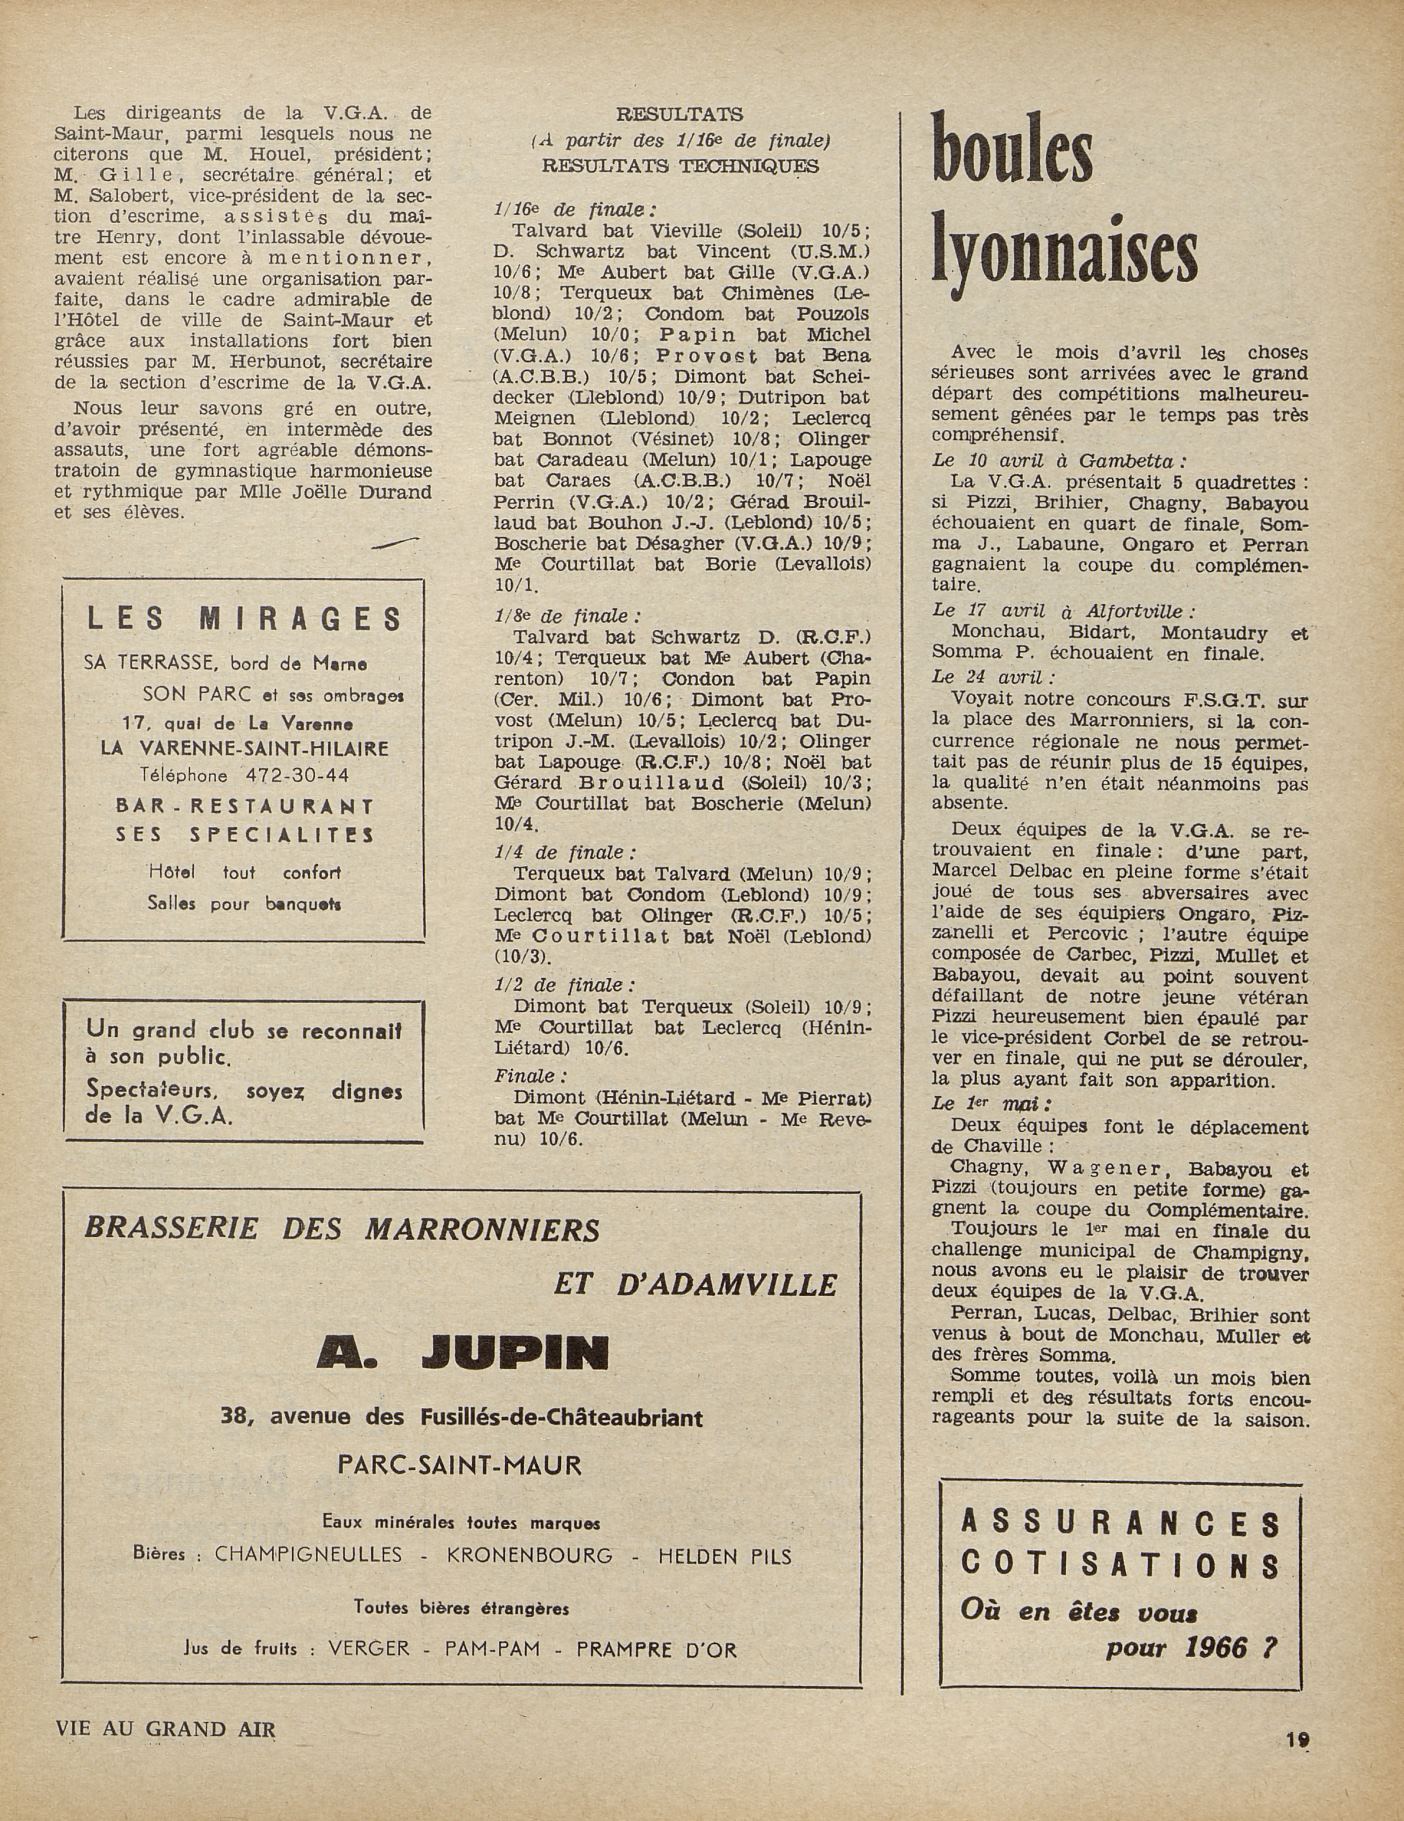 Les dirigeants de la V.G.A. de
Saint-Maur, parmi lesquels nous ne
citerons que M. Houel, président;
M. Gille, secrétaire général; et
M. Salobert, vice-président de la sec-
tion d'escrime, assistés du maî-
tre Henry, dont l'inlassable dévoue-
ment est encore à mentionner,
avaient réalisé une organisation par-
faite, dans le cadre admirable de
l'Hôtel de ville de Saint-Maur et
grâce aux installations fort bien
réussies par M. Herbunot, secrétaire
de la section d'escrime de la V.G.A.
Nous leur savons gré en outre,
d'avoir présenté, en intermède des
assauts, une fort agréable démons-
tratoin de gymnastique harmonieuse
et rythmique par Mlle Joëlle Durand
et ses élèves.
LES MIRAGES
SA TERRASSE, bord de Marne
SON PARC et ses ombrages
17, quai de La Varenne
LA VARENNE-SAINT-HILAIRE
Téléphone 472-30-44
BAR - RESTAURANT
SES SPECIALITES
Hôtel tout confort
Salles pour banquets
Un grand club se reconnait
à son public.
Spectateurs, soyez dignes
de la V.G.A.
RESULTATS
(A partir des 1/16e de finale)
RESULTATS TECHNIQUES
1/16e de finale :
Talvard bat Vieville (Soleil) 10/5;
D. Schwartz bat Vincent (U.S.M.)
10/6; Me Aubert bat Gille (V.G.A.)
10/8; Terqueux bat Chimènes (Le-
blond) 10/2; Condom bat Pouzols
(Melun) 10/0; Papin bat Michel
(V.G.A.) 10/6; Provost bat Bena
(A.C.B.B.) 10/5; Dimont bat Schei-
decker (Lleblond) 10/9; Dutripon bat
Meignen (Lleblond) 10/2; Leclercq
bat Bonnot (Vésinet) 10/8; Olinger
bat Caradeau (Melun) 10/1; Lapouge
bat Caraes (A.C.B.B.) 10/7; Noël
Perrin (V.G.A.) 10/2; Gérad Brouil-
laud bat Bouhon J.-J. (Leblond) 10/5;
Boscherie bat Désagher (V.G.A.) 10/9;
Me Courtillat bat Borie (Levallois)
10/1.
1/8e de finale :
Talvard bat Schwartz D. (R.C.F.)
10/4; Terqueux bat Me Aubert (Cha-
renton) 10/7; Condon bat Papin
(Cer. Mil.) 10/6; Dimont bat Pro-
vost (Melun) 10/5; Leclercq bat Du-
tripon J.-M. (Levallois) 10/2; Olinger
bat Lapouge (R.C.F.) 10/8; Noël bat
Gérard Brouillaud (Soleil) 10/3;
Me Courtillat bat Boscherie (Melun)
10/4.
1/4 de finale :
Terqueux bat Talvard (Melun) 10/9;
Dimont bat Condom (Leblond) 10/9;
Leclercq bat Olinger (R.C.F.) 10/5;
Me Courtillat bat Noël (Leblond)
(10/3).
1/2 de finale :
Dimont bat Terqueux (Soleil) 10/9;
Me Courtillat bat Leclercq (Hénin-
Liétard) 10/6.
Finale :
Dimont (Hénin-Liétard - Me Pierrat)
bat Me Courtillat (Melun - Me Reve-
nu) 10/6.
BRASSERIE DES MARRONNIERS
ET D'ADAMVILLE
A. JUPIN
38, avenue des Fusillés-de-Châteaubriant
PARC-SAINT-MAUR
Eaux minérales toutes marques
Bières : CHAMPIGNEULLES - KRONENBOURG - HELDEN PILS
Toutes bières étrangères
Jus de fruits : VERGER - PAM-PAM - PRAMPRE D'OR
boules
lyonnaises
Avec le mois d'avril les choses
sérieuses sont arrivées avec le grand
départ des compétitions malheureu-
sement gênées par le temps pas très
compréhensif.
Le 10 avril à Gambetta :
La V.G.A. présentait 5 quadrettes :
si Pizzi, Brihier, Chagny, Babayou
échouaient en quart de finale, Som-
ma J., Labaune, Ongaro et Perran
gagnaient la coupe du complémen-
taire.
Le 17 avril à Alfortville :
Monchau, Bidart, Montaudry et
Somma P. échouaient en finale.
Le 24 avril :
Voyait notre concours F.S.G.T. sur
la place des Marronniers, si la con-
currence régionale ne nous permet-
tait pas de réunir plus de 15 équipes,
la qualité n'en était néanmoins pas
absente.
Deux équipes de la V.G.A. se re-
trouvaient en finale : d'une part,
Marcel Delbac en pleine forme s'était
joué de tous ses abversaires avec
l'aide de ses équipiers Ongaro, Piz-
zanelli et Percovic ; l'autre équipe
composée de Carbec, Pizzi, Mullet et
Babayou, devait au point souvent
défaillant de notre jeune vétéran
Pizzi heureusement bien épaulé par
le vice-président Corbel de se retrou-
ver en finale, qui ne put se dérouler,
la plus ayant fait son apparition.
Le 1er mai :
Deux équipes font le déplacement
de Chaville :
Chagny, Wagener, Babayou et
Pizzi (toujours en petite forme) ga-
gnent la coupe du Complémentaire.
Toujours le 1er mai en finale du
challenge municipal de Champigny,
nous avons eu le plaisir de trouver
deux équipes de la V.G.A.
Perran, Lucas, Delbac, Brihier sont
venus à bout de Monchau, Muller et
des frères Somma.
Somme toutes, voilà un mois bien
rempli et des résultats forts encou-
rageants pour la suite de la saison.
ASSURANCES
COTISATIONS
Où en êtes vous
pour 1966 ?
VIE AU GRAND AIR
19